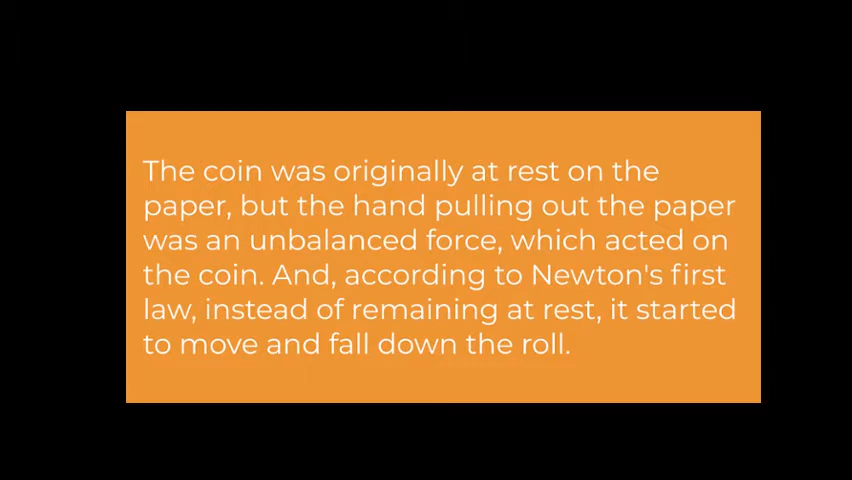 The coin was originally at rest on the
paper, but the hand pulling out the paper
was an unbalanced force, which acted on
the coin. And, according to Newton's first
law, instead of remaining at rest, it started
to move and fall down the roll.